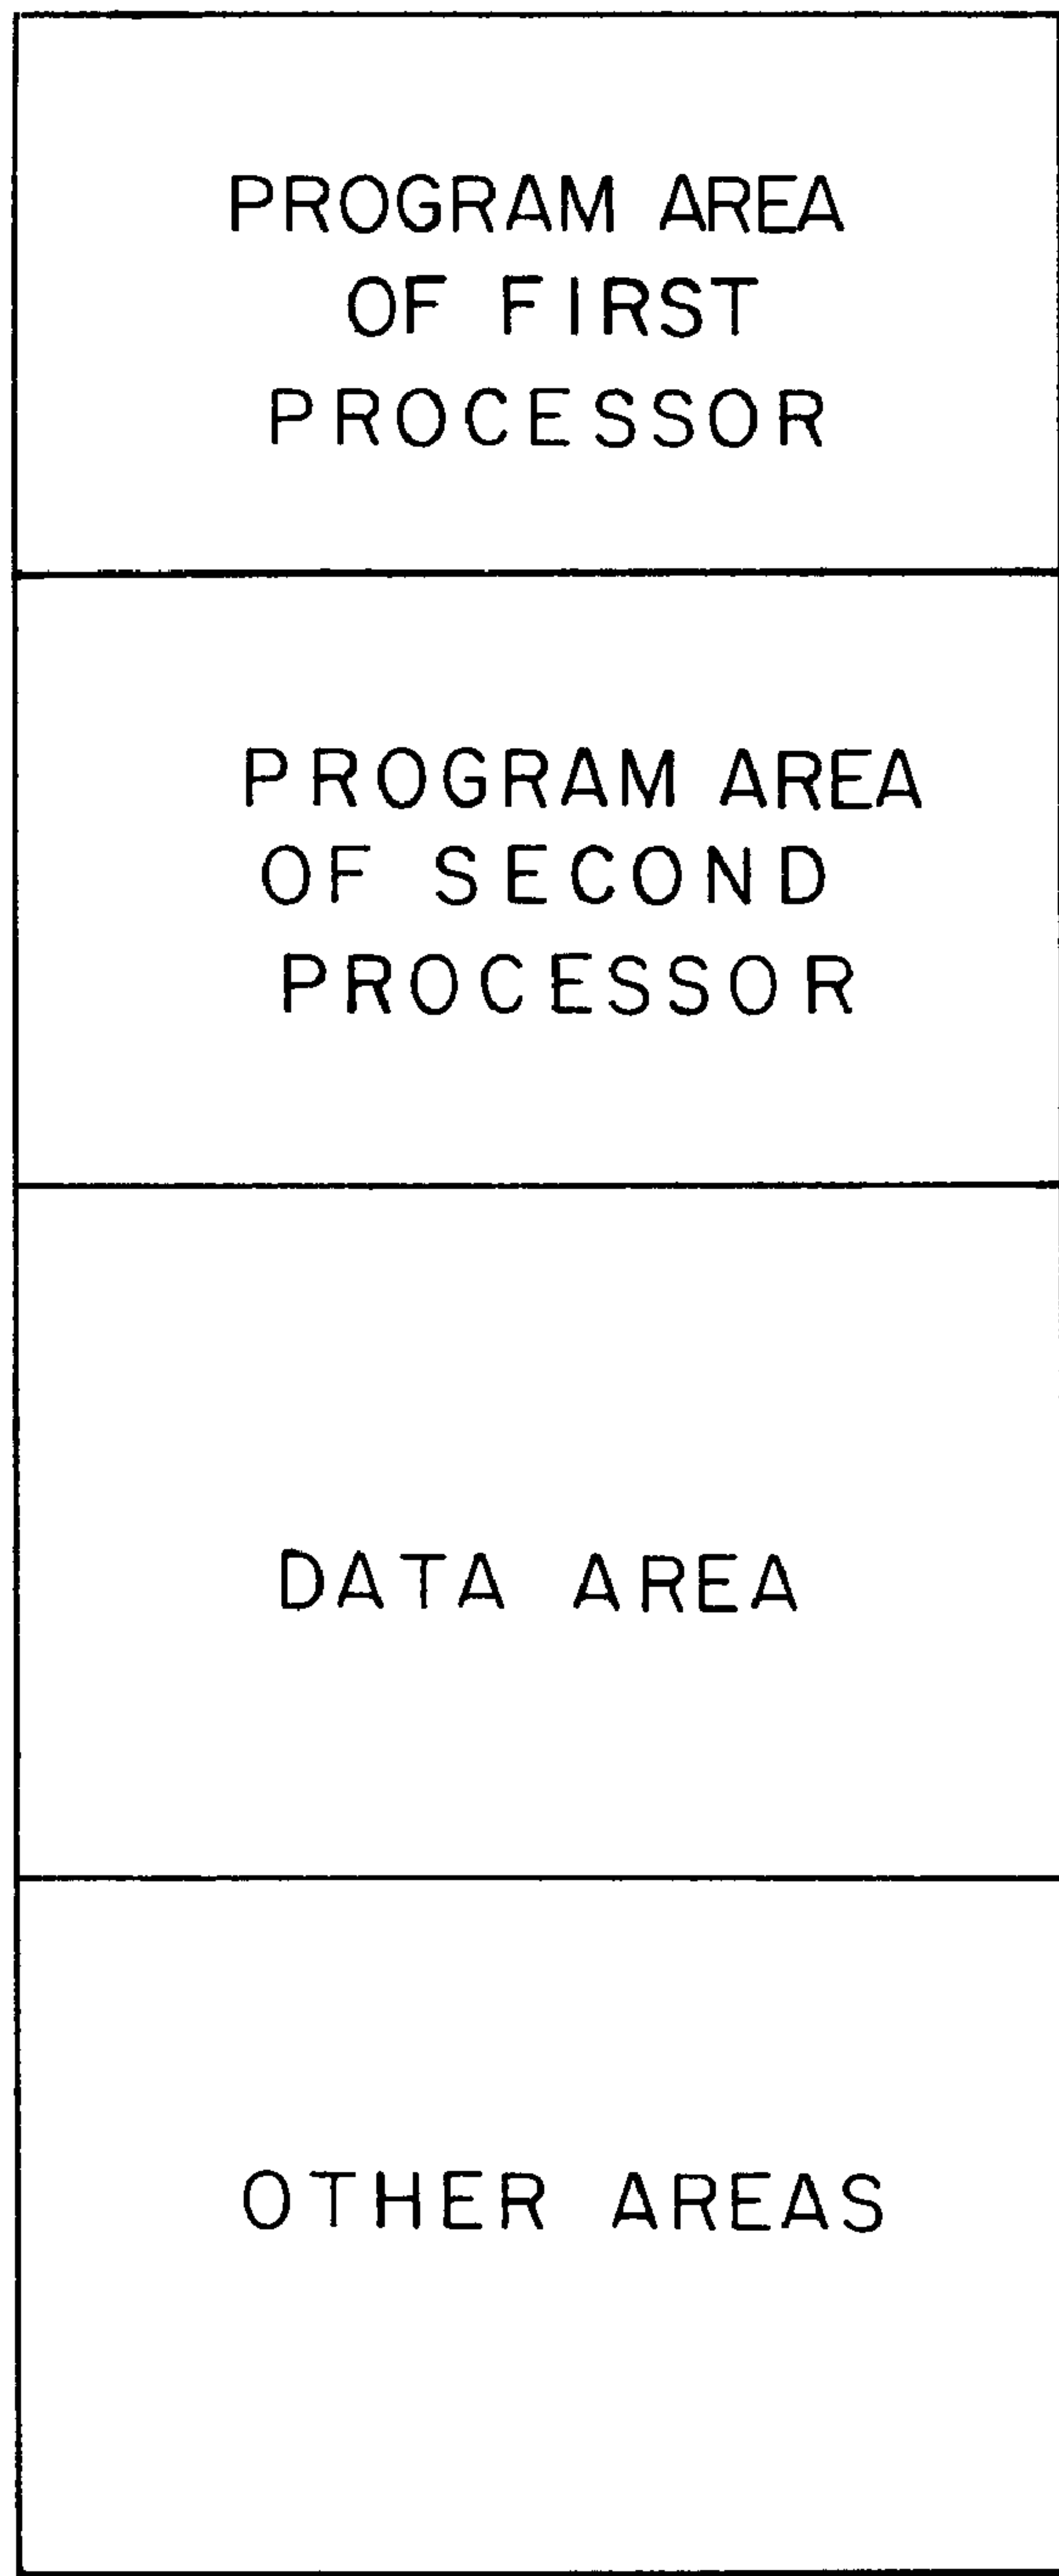 PROGRAM AREA
OF FIRST
PROCESSOR
PROGRAM AREA
OF SECOND
PROCESSOR
DATA AREA
OTHER AREAS